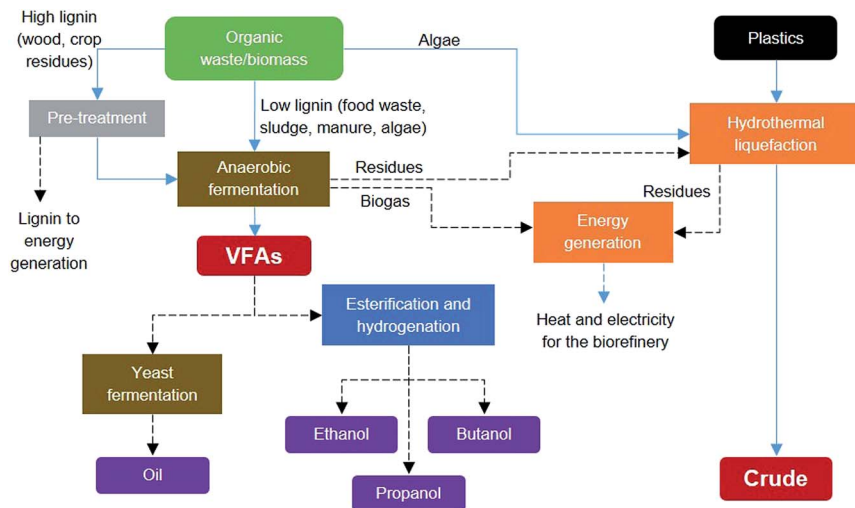 High lignin
(wood, crop
residues)
Organic
waste/biomass
Algae
Plastics
Pre-treatment
Low lignin (food waste,
sludge, manure, algae)
Hydrothermal
liquefaction
Anaerobic
fermentation
Residues
Biogas
Residues
Lignin to
energy
generation
Energy
generation
VFAs
Esterification and
hydrogenation
Heat and electricity
for the biorefinery
Yeast
fermentation
Ethanol
Butanol
Oil
Propanol
Crude